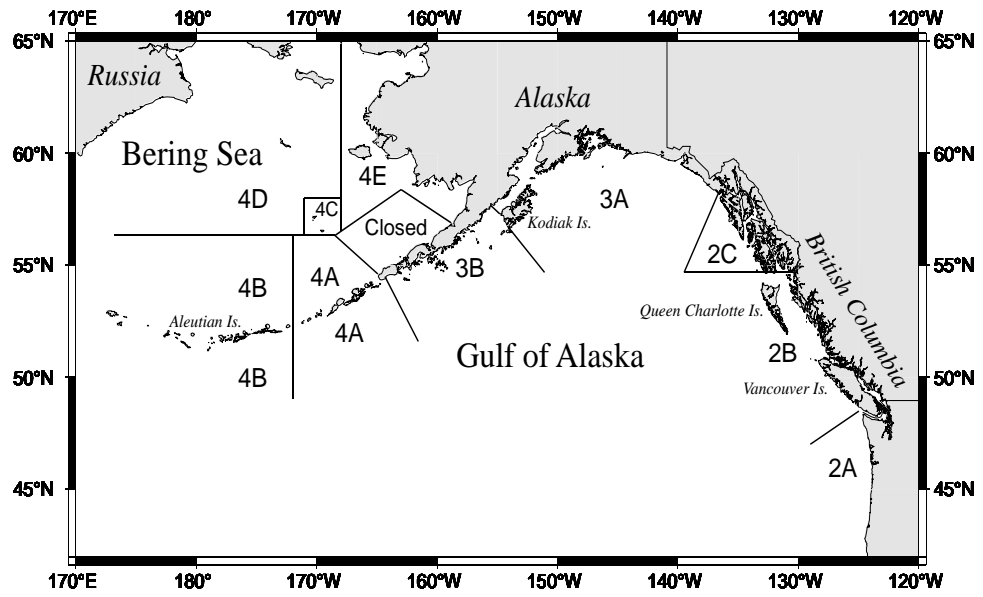 170°E 180° 170°W 160°W 150°W 140°W 130°W 120°W
65°N 65°N
Russia
Alaska
Bering Sea
60°N 60°N
4E
4D
4C
3A
Closed
Kodiak Is.
2C
British Columbia
55°N 55°N
3B
4A
4B
Queen Charlotte Is.
Aleutian Is.
4A
2B
Gulf of Alaska
4B
50°N 50°N
Vancouver Is.
2A
45°N 45°N
170°E 180° 170°W 160°W 150°W 140°W 130°W 120°W